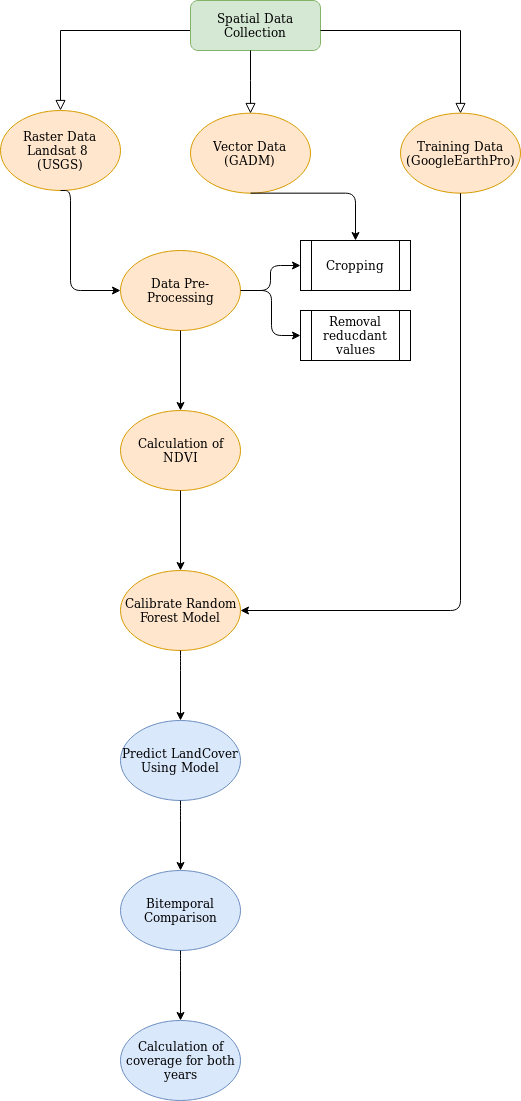 Spatial Data
Collection
Raster Data
Landsat 8
(USGS)
Vector Data
(GADM)
Training Data
(GoogleEarthPro)
Data Pre-
Processing
Cropping
Removal
reducdant
values
Calculation of
NDVI
Calibrate Random
Forest Model
Predict LandCover
Using Model
Bitemporal
Comparison
Calculation of
coverage for both
years